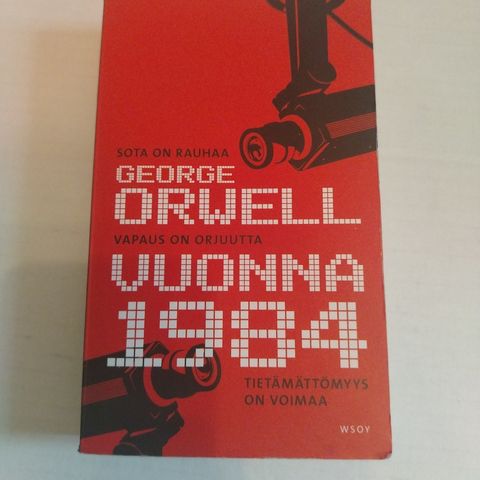 SOTA ON RAUHAA
GEORGE
ORWELL
VAPAUS ON ORJUUTTA
VUONNA
1984
TIETÄMÄTTÖMYYS
ON VOIMAA
WSOY